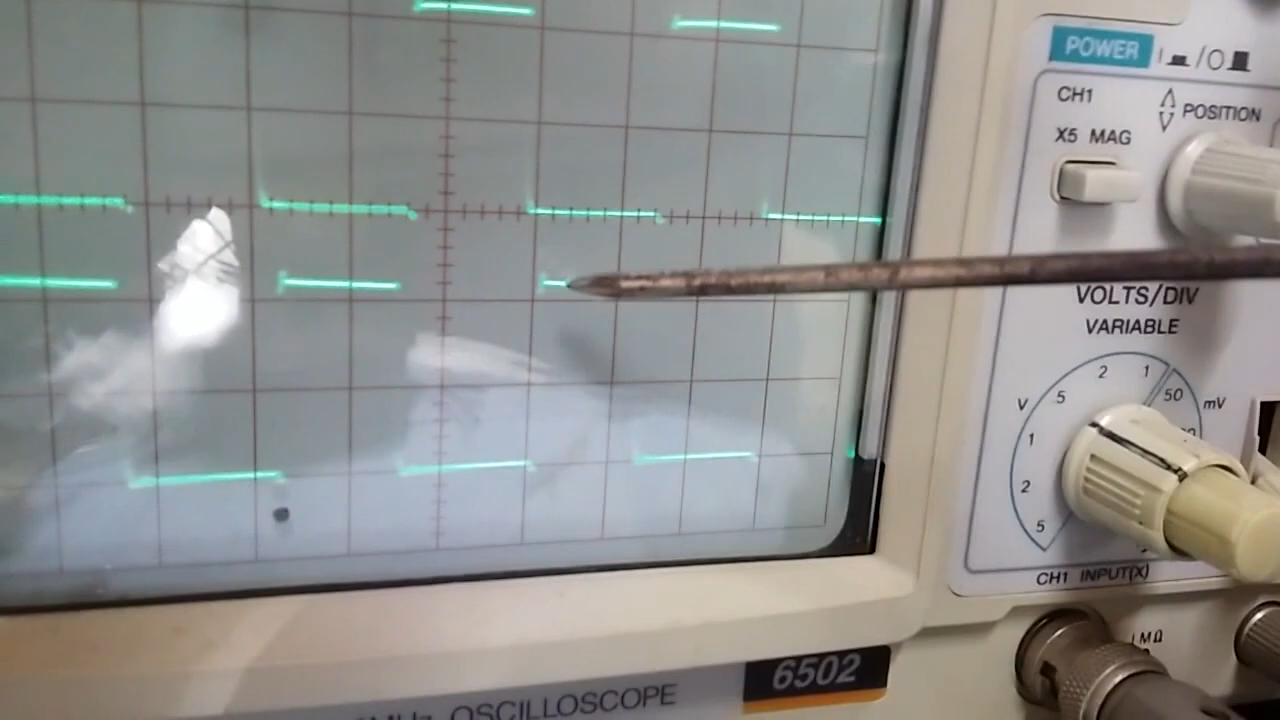 POWER
I /O
CH1
POSITION
X5 MAG
VOLTS/DIV
VARIABLE
V .5 2 1 50 mV
1
2
5
CH1 INPUT(X)
1MΩ
6502
OSCILLOSCOPE